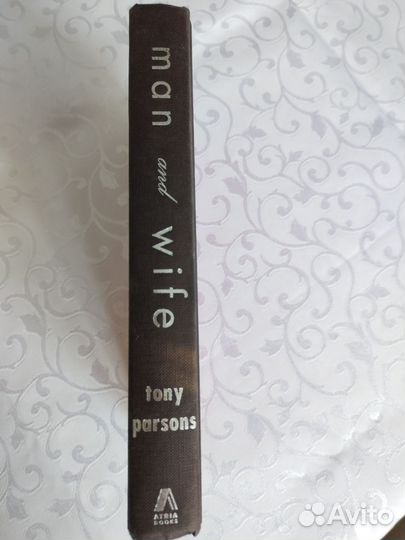 man and wife
tony
parsons
ATRIA
BOOKS
Avito